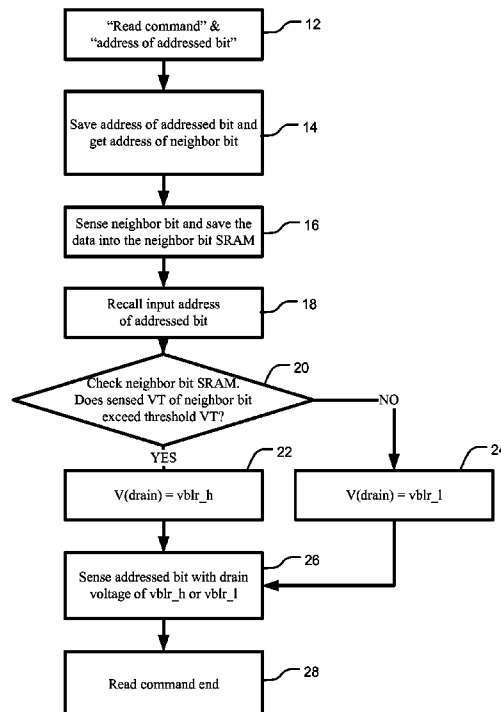 "Read command" &
"address of addressed bit"
12
Save address of addressed bit and
get address of neighbor bit
14
Sense neighbor bit and save the
data into the neighbor bit SRAM
16
Recall input address
of addressed bit
18
Check neighbor bit SRAM.
Does sensed VT of neighbor bit
exceed threshold VT?
20
NO
YES
V(drain) = vblr_h
22
V(drain) = vblr_l
24
Sense addressed bit with drain
voltage of vblr_h or vblr_l
26
Read command end
28